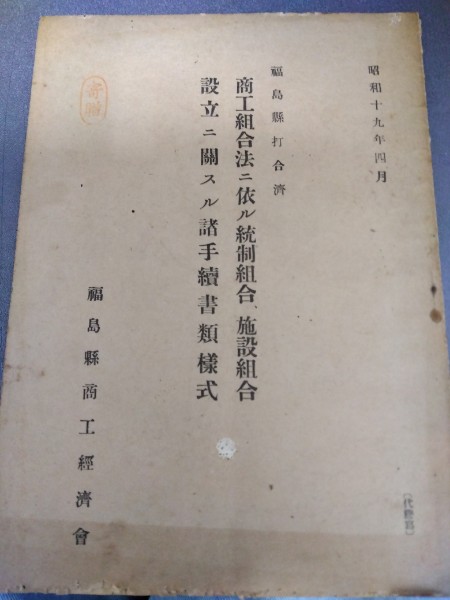 昭和十九年四月
福島縣打合濟
商工組合法ニ依ル統制組合、施設組合
設立ニ關スル諸手續書類樣式
福島縣商工經濟會